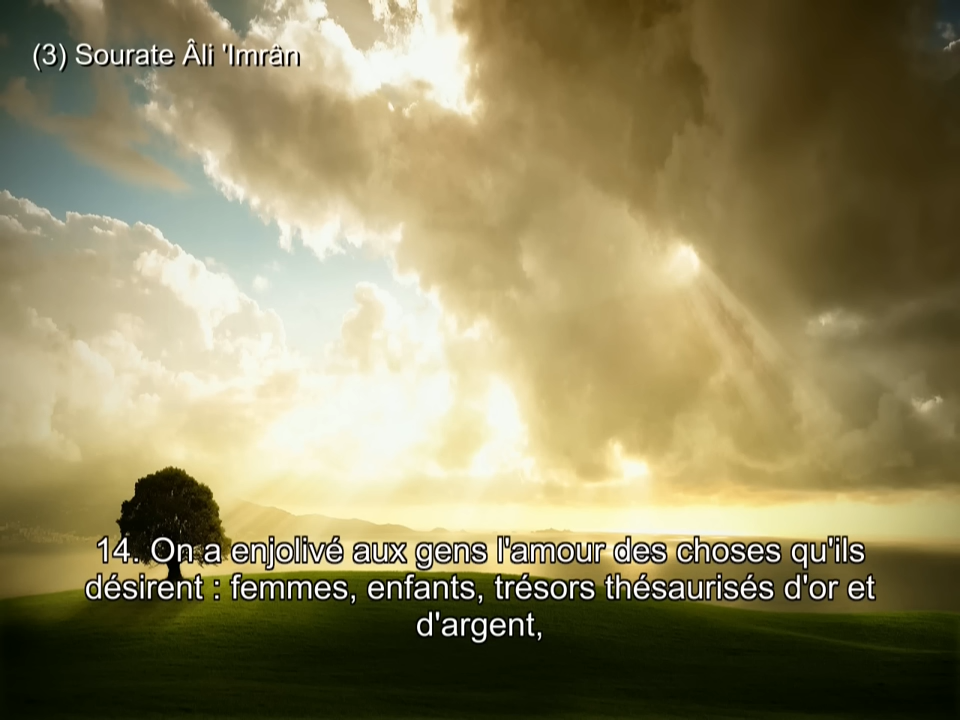 (3) Sourate Âli 'Imrân
14. On a enjolivé aux gens l'amour des choses qu'ils
désirent : femmes, enfants, trésors thésaurisés d'or et
d'argent,